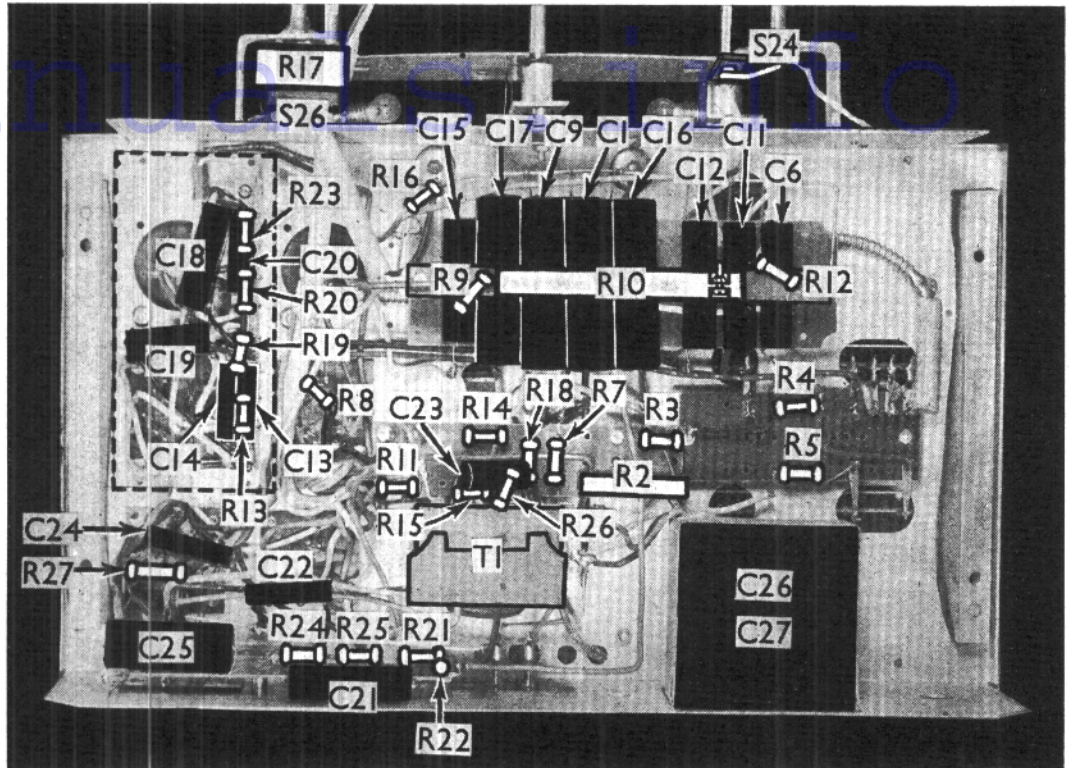 R17
S24
nuals info
S26
C15 C17 C9 C1 C16 C11
C12 C6
R16
R23
C18
C20
R9 R10 R12
R20
R19
C19
R8
R4
C23 R14 R18 R7 R3
C14 C13 R11
R5
R2
R13
R15 R26
C24
T1
R27 C22
C26
R24 R25 R21
C27
C25
C21
R22